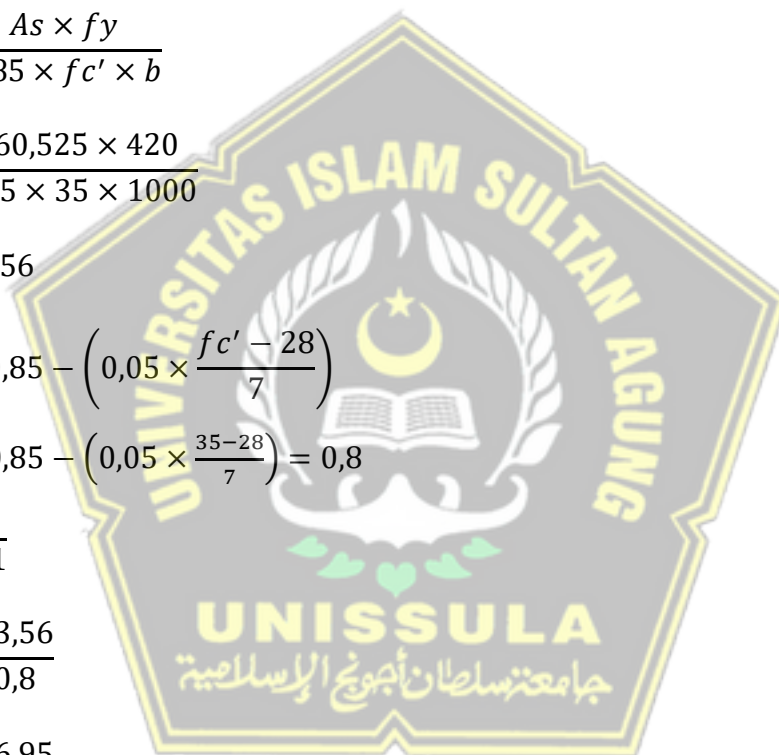 As × fy
35 × fc′ × b
60,525 × 420
5 × 35 × 1000
56
,85 − (0,05 × (fc′ − 28)/7)
,85 − (0,05 × (35−28)/7) = 0,8
3,56
0,8
6,95
UNIVERSITAS ISLAM SULTAN AGUNG
UNISSULA
جامعة سلطان أجونج الإسلامية